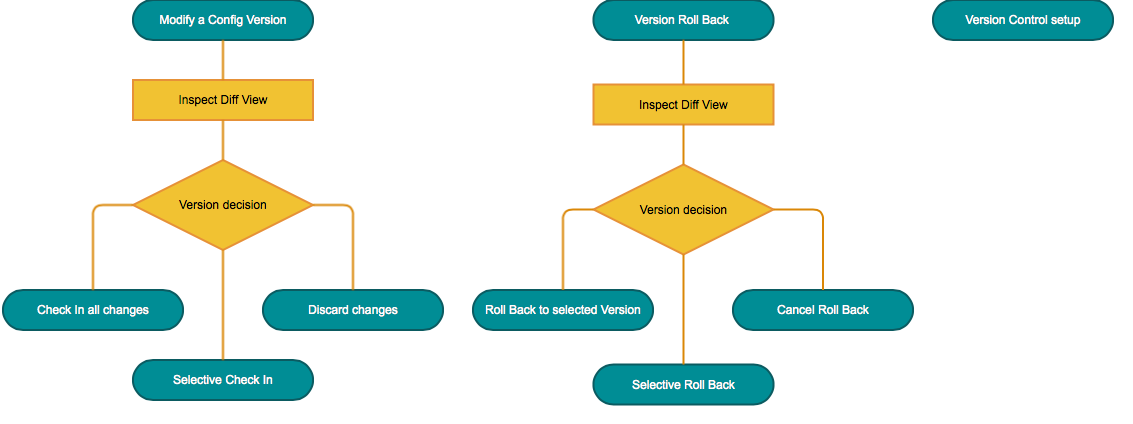 Modify a Config Version
Version Roll Back
Version Control setup
Inspect Diff View
Inspect Diff View
Version decision
Version decision
Check In all changes
Discard changes
Roll Back to selected Version
Cancel Roll Back
Selective Check In
Selective Roll Back